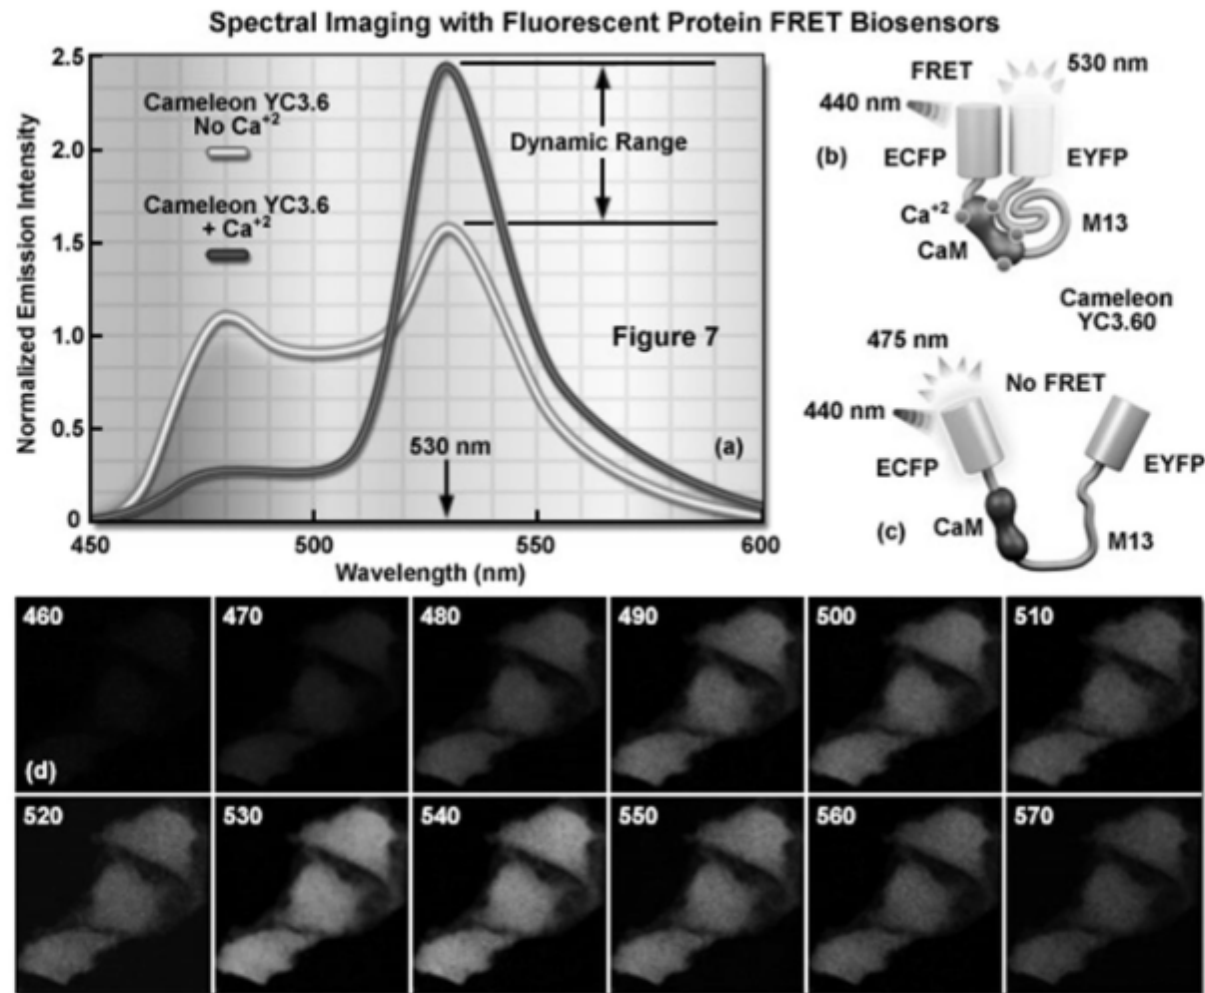 Spectral Imaging with Fluorescent Protein FRET Biosensors
Normalized Emission Intensity
2.5
2.0
1.5
1.0
0.5
0
Cameleon YC3.6
No Ca+2
Cameleon YC3.6
+ Ca+2
Dynamic Range
Figure 7
530 nm
(a)
450
500
550
600
Wavelength (nm)
FRET
530 nm
440 nm
(b)
ECFP
EYFP
Ca+2
M13
CaM
Cameleon
YC3.60
475 nm
No FRET
440 nm
ECFP
EYFP
(c)
CaM
M13
460
470
480
490
500
510
(d)
520
530
540
550
560
570